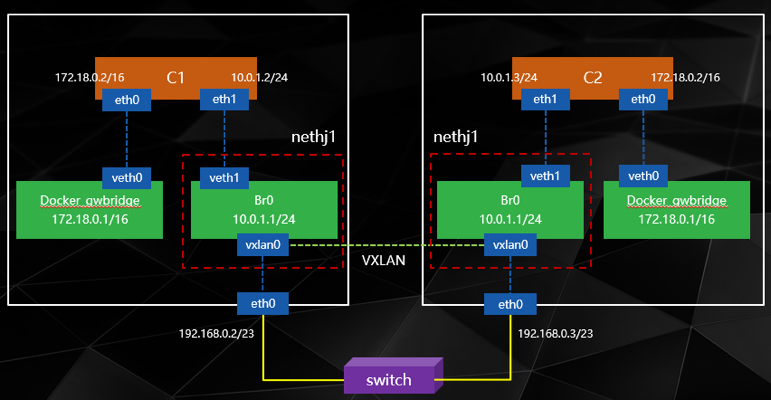 172.18.0.2/16
C1
10.0.1.2/24
eth0
eth1
nethj1
veth0
veth1
Docker_gwbridge
172.18.0.1/16
Br0
10.0.1.1/24
vxlan0
eth0
192.168.0.2/23
10.0.1.3/24
C2
172.18.0.2/16
eth1
eth0
nethj1
veth1
veth0
Br0
10.0.1.1/24
Docker_gwbridge
172.18.0.1/16
vxlan0
VXLAN
eth0
192.168.0.3/23
switch